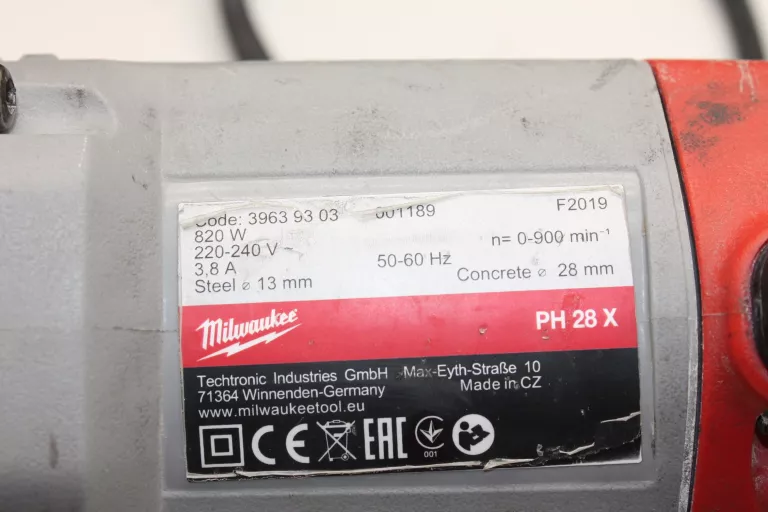 Code: 3963 93 03 001189 F2019
820 W n= 0-900 min⁻¹
220-240 V ~ 50-60 Hz
3,8 A Concrete ⌀ 28 mm
Steel ⌀ 13 mm
Milwaukee
PH 28 X
Techtronic Industries GmbH Max-Eyth-Straße 10
71364 Winnenden-Germany Made in CZ
www.milwaukeetool.eu
CE EAC
001